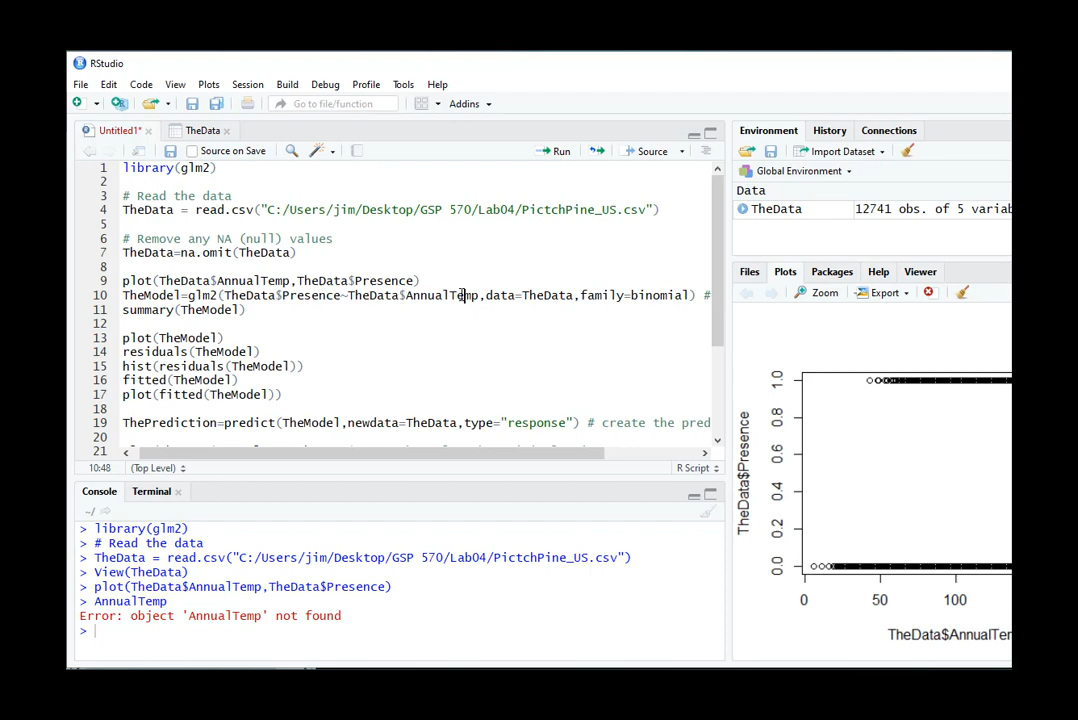 RStudio
File Edit Code View Plots Session Build Debug Profile Tools Help
Go to file/function Addins
Untitled1* TheData
Source on Save Run Source
1 library(glm2)
2
3 # Read the data
4 TheData = read.csv("C:/Users/jim/Desktop/GSP 570/Lab04/PictchPine_US.csv")
5
6 # Remove any NA (null) values
7 TheData=na.omit(TheData)
8
9 plot(TheData$AnnualTemp,TheData$Presence)
10 TheModel=glm2(TheData$Presence~TheData$AnnualTemp,data=TheData,family=binomial) #
11 summary(TheModel)
12
13 plot(TheModel)
14 residuals(TheModel)
15 hist(residuals(TheModel))
16 fitted(TheModel)
17 plot(fitted(TheModel))
18
19 ThePrediction=predict(TheModel,newdata=TheData,type="response") # create the pred
20
21
10:48 (Top Level) R Script
Console Terminal
~/
> library(glm2)
> # Read the data
> TheData = read.csv("C:/Users/jim/Desktop/GSP 570/Lab04/PictchPine_US.csv")
> View(TheData)
> plot(TheData$AnnualTemp,TheData$Presence)
> AnnualTemp
Error: object 'AnnualTemp' not found
>
Environment History Connections
Import Dataset
Global Environment
Data
TheData 12741 obs. of 5 variab
Files Plots Packages Help Viewer
Zoom Export
TheData$Presence
1.0
0.8
0.6
0.4
0.2
0.0
0 50 100
TheData$AnnualTem